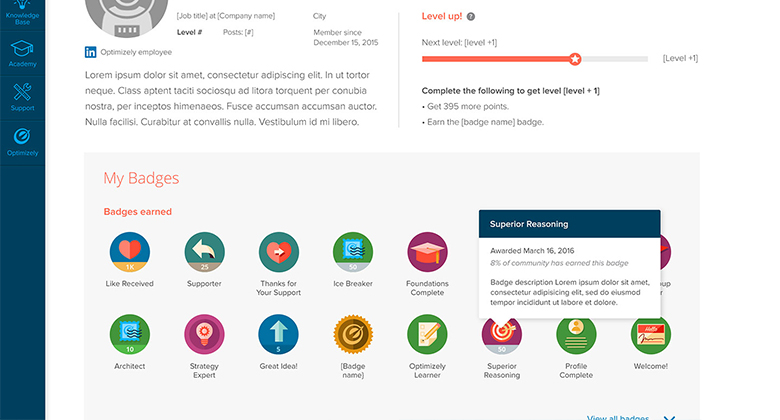 Knowledge
Base
Academy
Support
Optimizely
[Job title] at [Company name]
City
Level #
Posts: [#]
Member since
December 15, 2015
Optimizely employee
Lorem ipsum dolor sit amet, consectetur adipiscing elit. In ut tortor
neque. Class aptent taciti sociosqu ad litora torquent per conubia
nostra, per inceptos himenaeos. Fusce accumsan accumsan auctor.
Nulla facilisi. Curabitur at convallis nulla. Vestibulum id mi libero.
Level up! ?
Next level: [level +1]
[Level +1]
Complete the following to get level [level + 1]
• Get 395 more points.
• Earn the [badge name] badge.
My Badges
Badges earned
1K
25
50
Like Received
Supporter
Thanks for
Your Support
Ice Breaker
Foundations
Complete
Superior Reasoning
Awarded March 16, 2016
8% of community has earned this badge
Badge description Lorem ipsum dolor sit amet,
consectetur adipiscing elit, sed do eiusmod
tempor incididunt ut labore et dolore.
10
5
50
Hello
Architect
Strategy
Expert
Great Idea!
[Badge
name]
Optimizely
Learner
Superior
Reasoning
Profile
Complete
Welcome!
View all badges